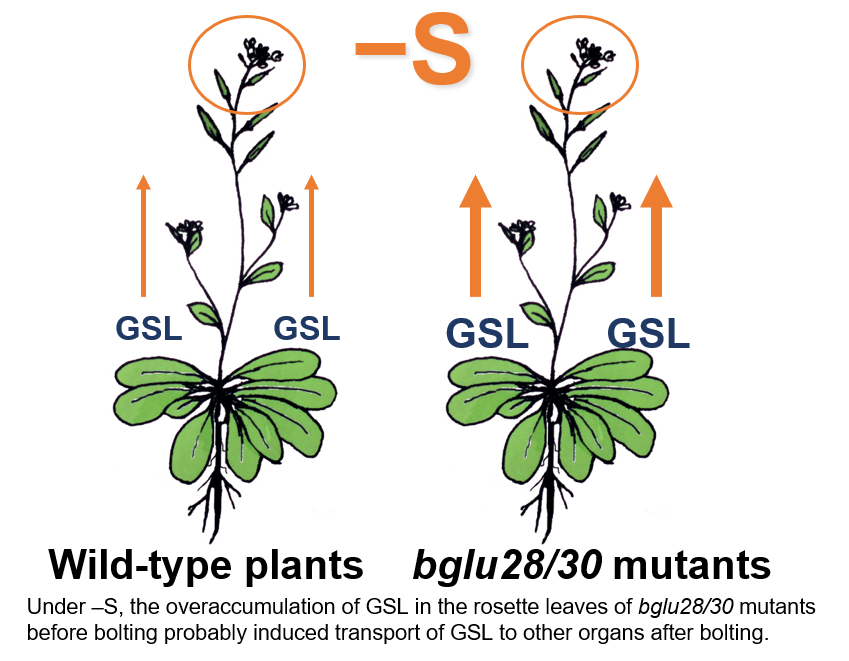 –S
GSL GSL GSL GSL
Wild-type plants bglu28/30 mutants
Under –S, the overaccumulation of GSL in the rosette leaves of bglu28/30 mutants
before bolting probably induced transport of GSL to other organs after bolting.